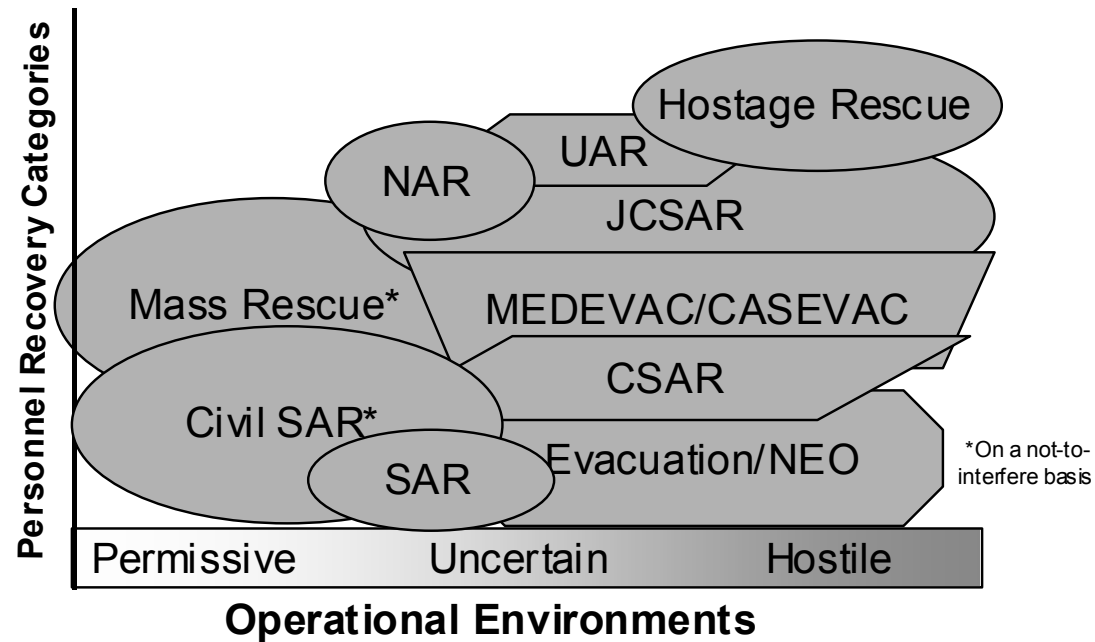 Personnel Recovery Categories
Hostage Rescue
UAR
NAR
JCSAR
Mass Rescue*
MEDEVAC/CASEVAC
CSAR
Civil SAR*
Evacuation/NEO
SAR
*On a not-to-
interfere basis
Permissive
Uncertain
Hostile
Operational Environments